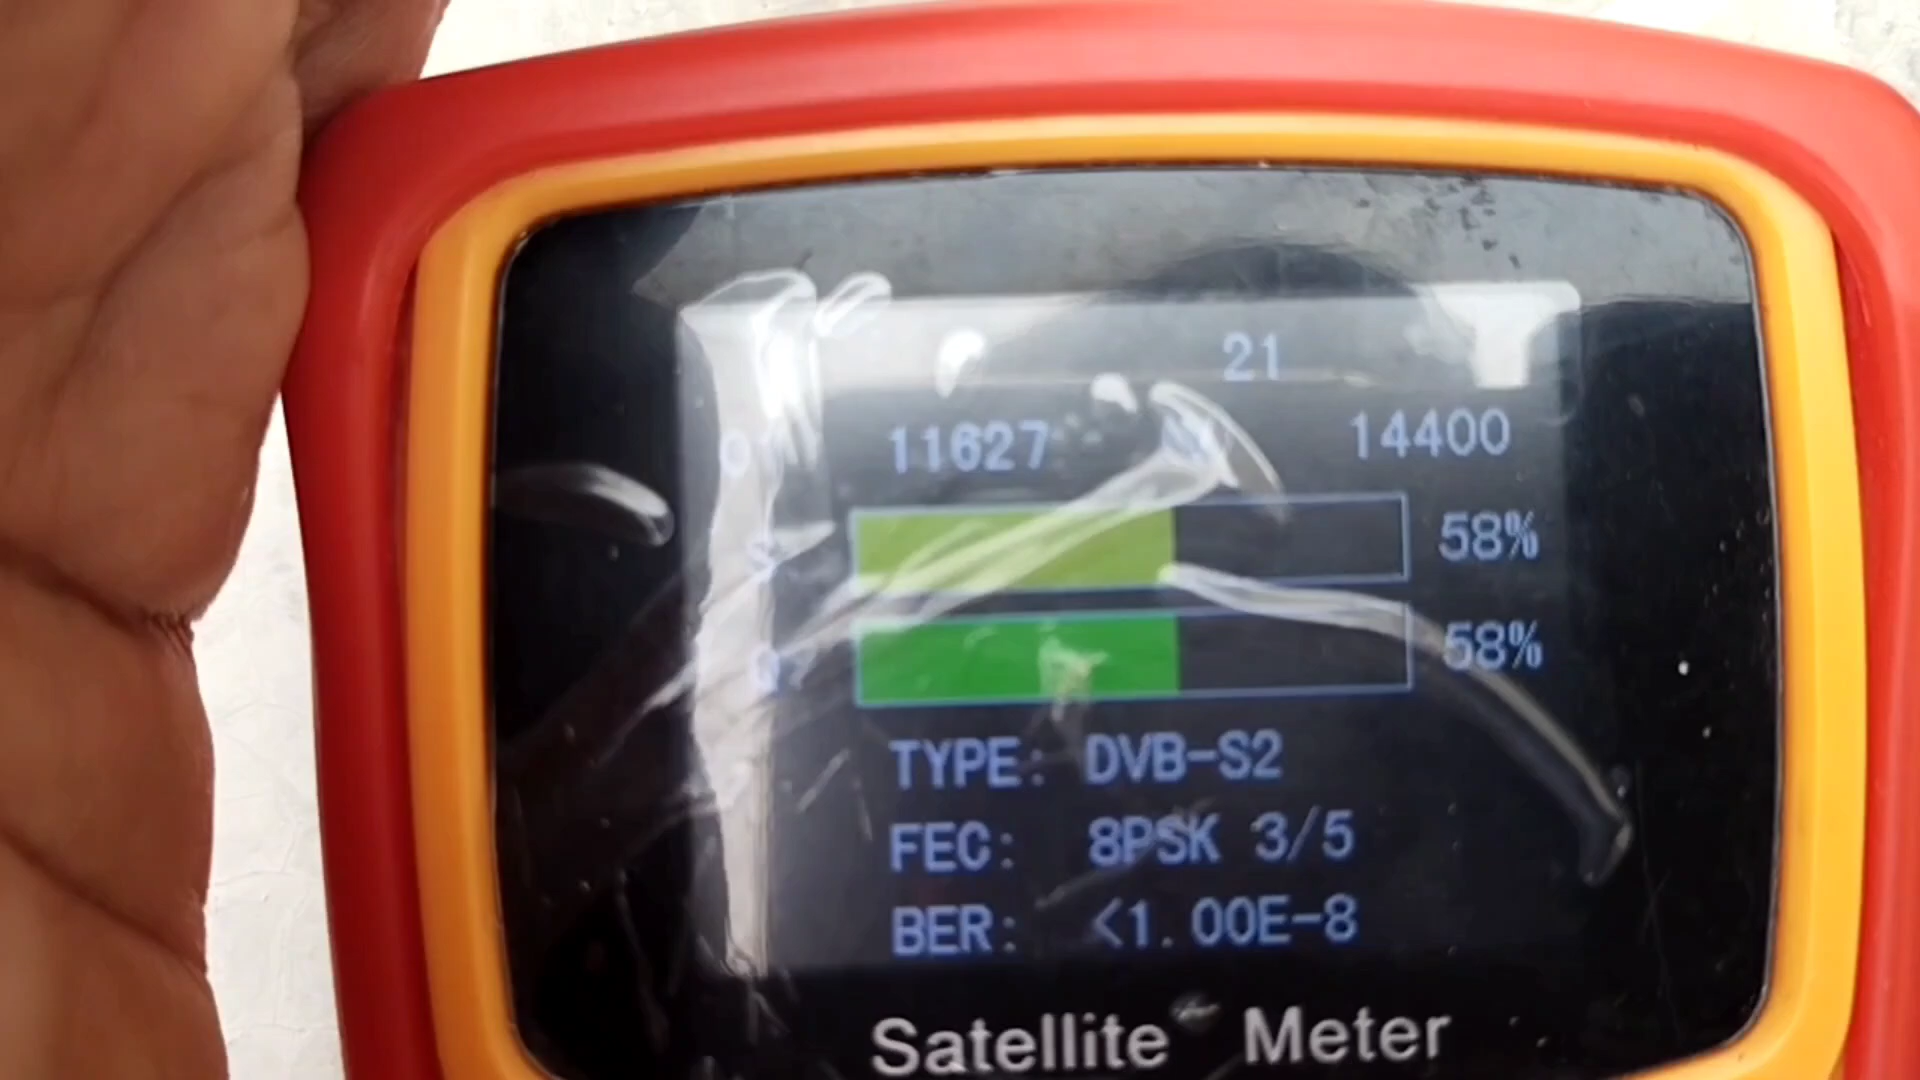 21
11627 14400
S 58%
Q 58%
TYPE: DVB-S2
FEC: 8PSK 3/5
BER: <1.00E-8
Satellite Meter